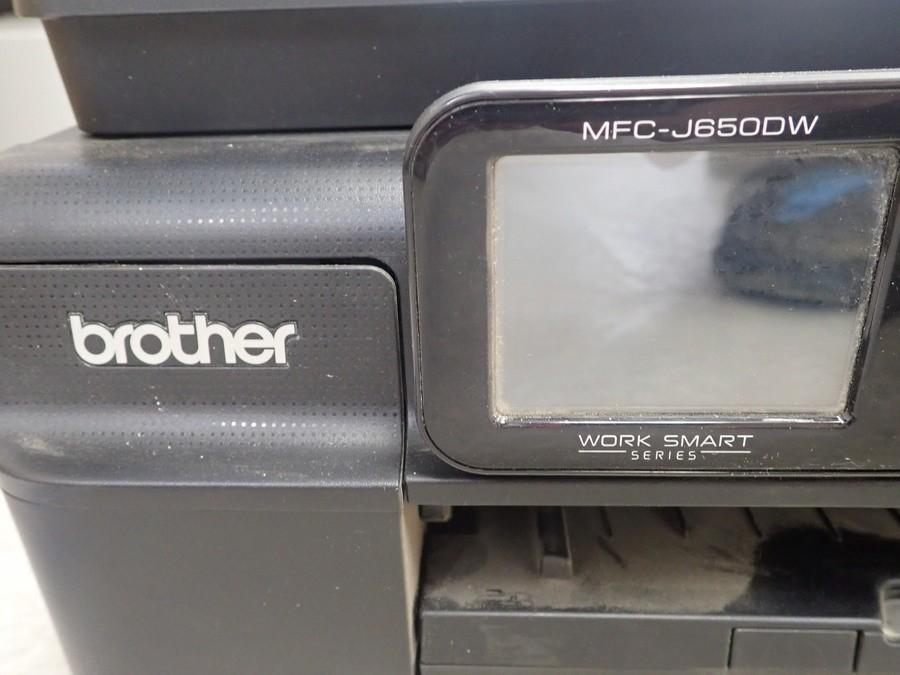 MFC-J650DW
brother
WORK SMART
SERIES